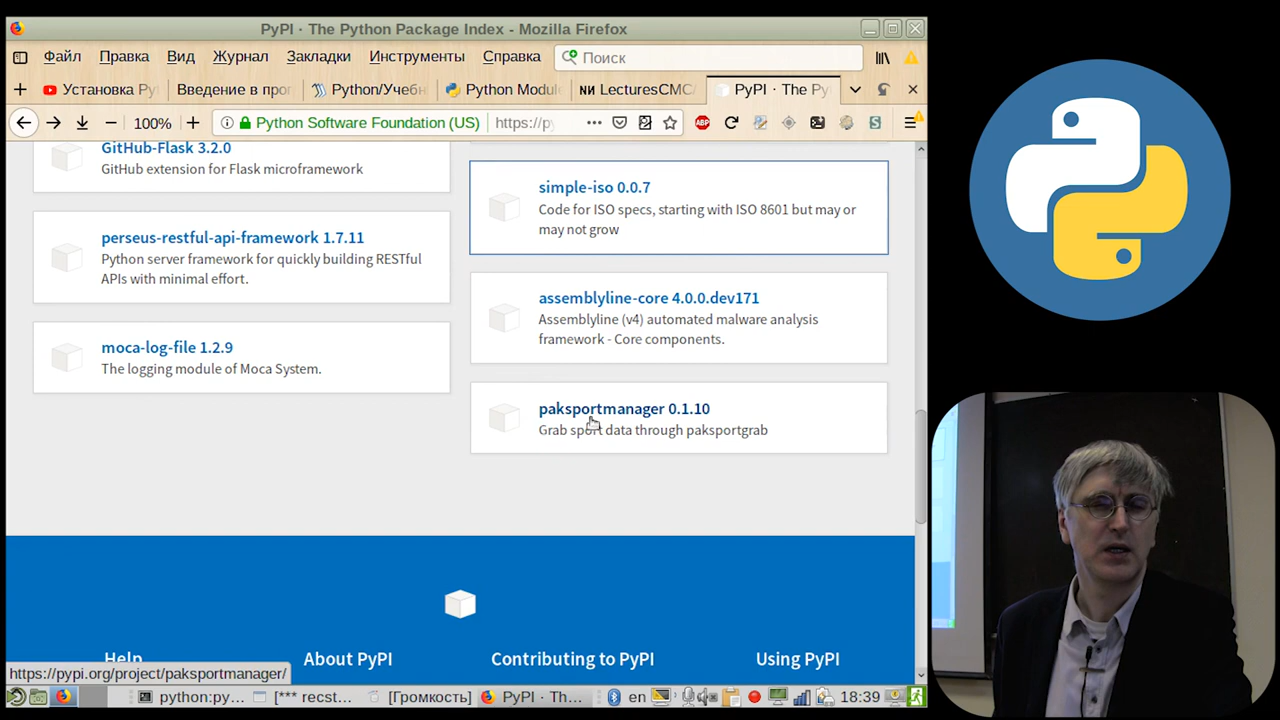 PyPI · The Python Package Index - Mozilla Firefox
Файл Правка Вид Журнал Закладки Инструменты Справка Поиск
Установка Py Введение в про Python/Учебн Python Module LecturesCMC/ PyPI · The Py
100% Python Software Foundation (US) https://py
GitHub-Flask 3.2.0
GitHub extension for Flask microframework
perseus-restful-api-framework 1.7.11
Python server framework for quickly building RESTful
APIs with minimal effort.
moca-log-file 1.2.9
The logging module of Moca System.
simple-iso 0.0.7
Code for ISO specs, starting with ISO 8601 but may or
may not grow
assemblyline-core 4.0.0.dev171
Assemblyline (v4) automated malware analysis
framework - Core components.
paksportmanager 0.1.10
Grab sport data through paksportgrab
Help About PyPI Contributing to PyPI Using PyPI
https://pypi.org/project/paksportmanager/
python:py... [*** recst... [Громкость] PyPI · Th... en 18:39